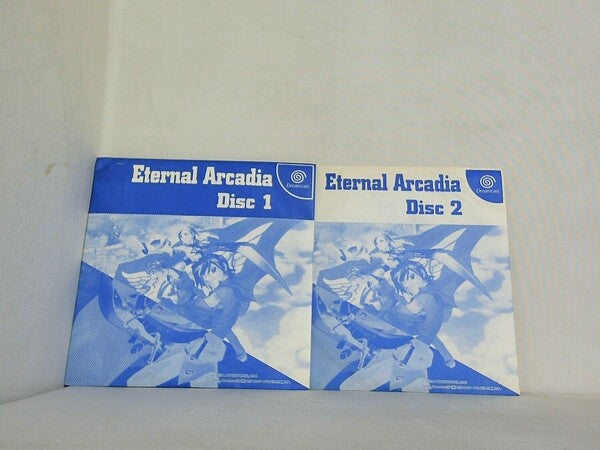 Eternal Arcadia
Disc 1
Dreamcast
Eternal Arcadia
Disc 2
Dreamcast